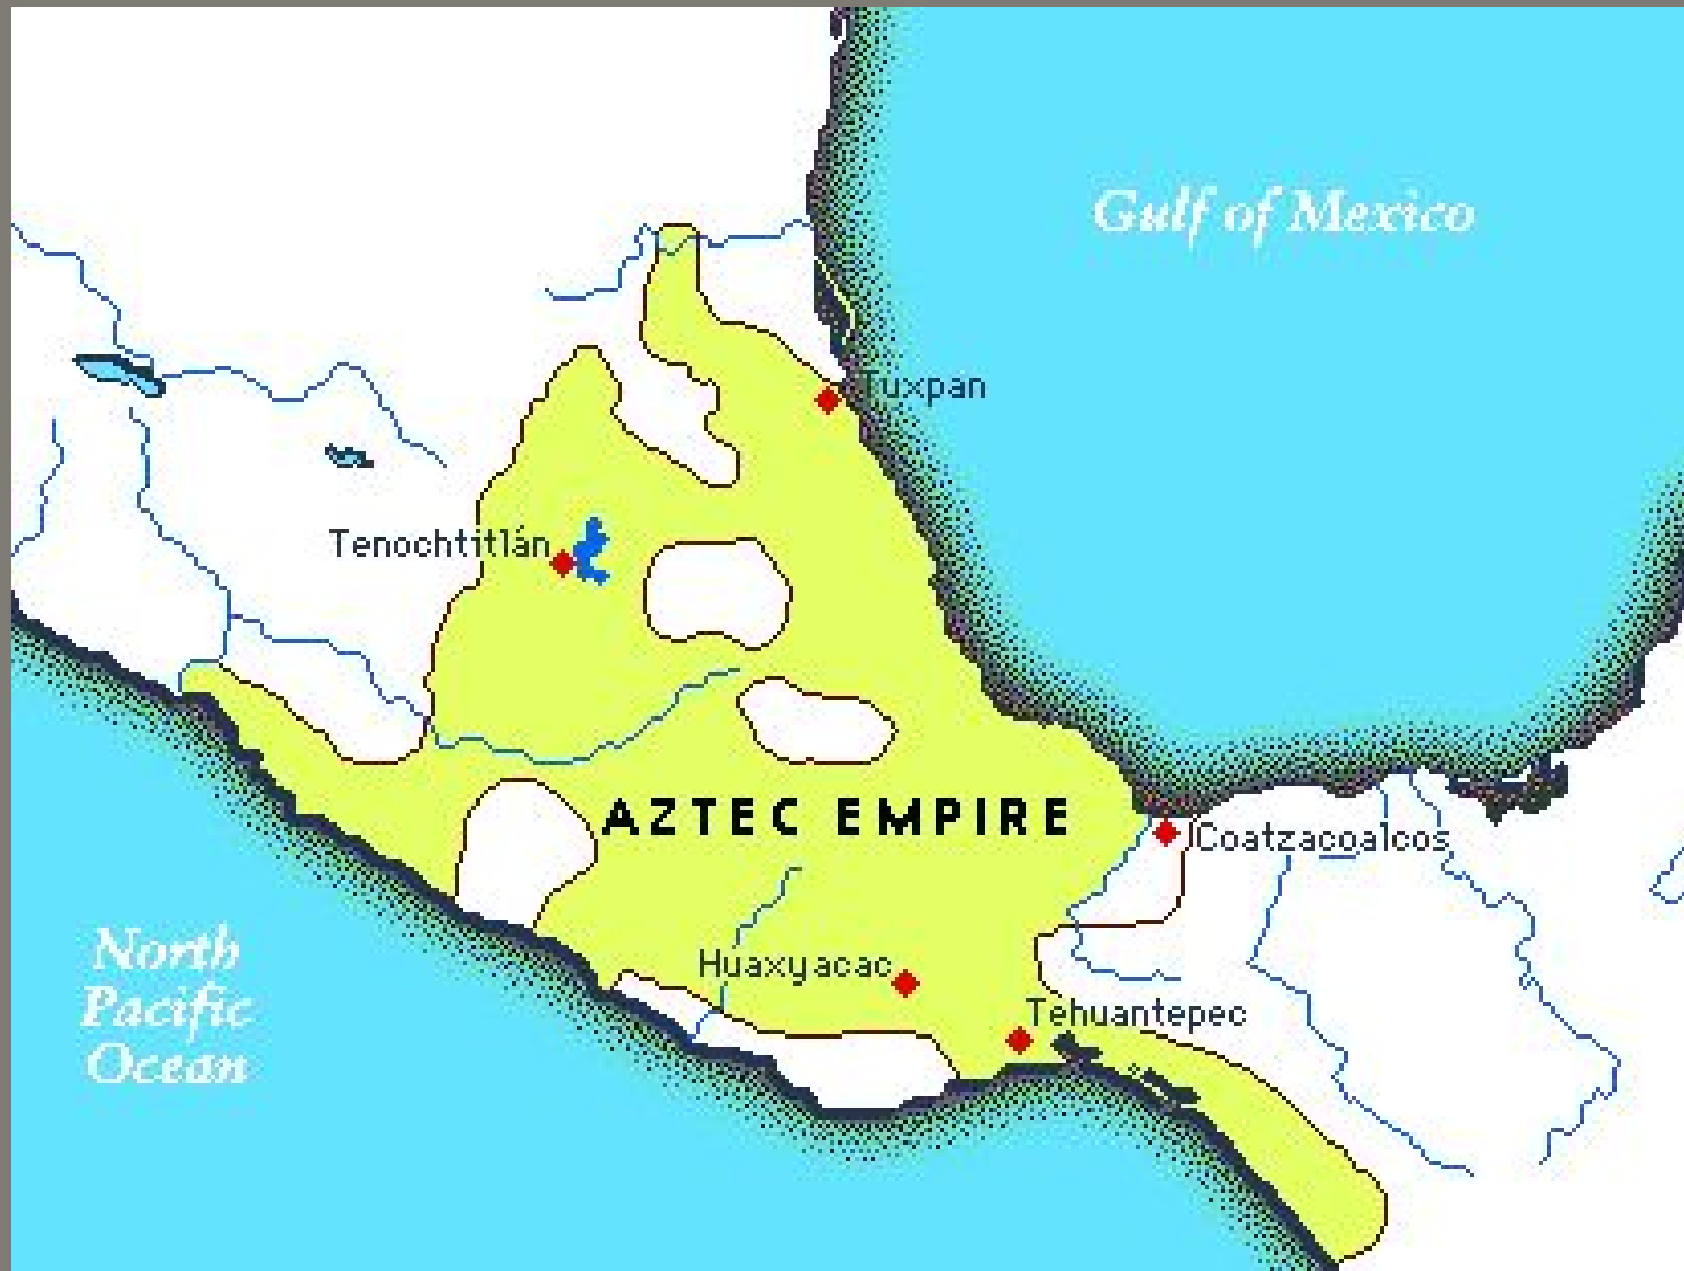 Gulf of Mexico
Tuxpan
Tenochtitlán
AZTEC EMPIRE
Coatzacoalcos
North
Pacific
Ocean
Huaxyacac
Tehuantepec